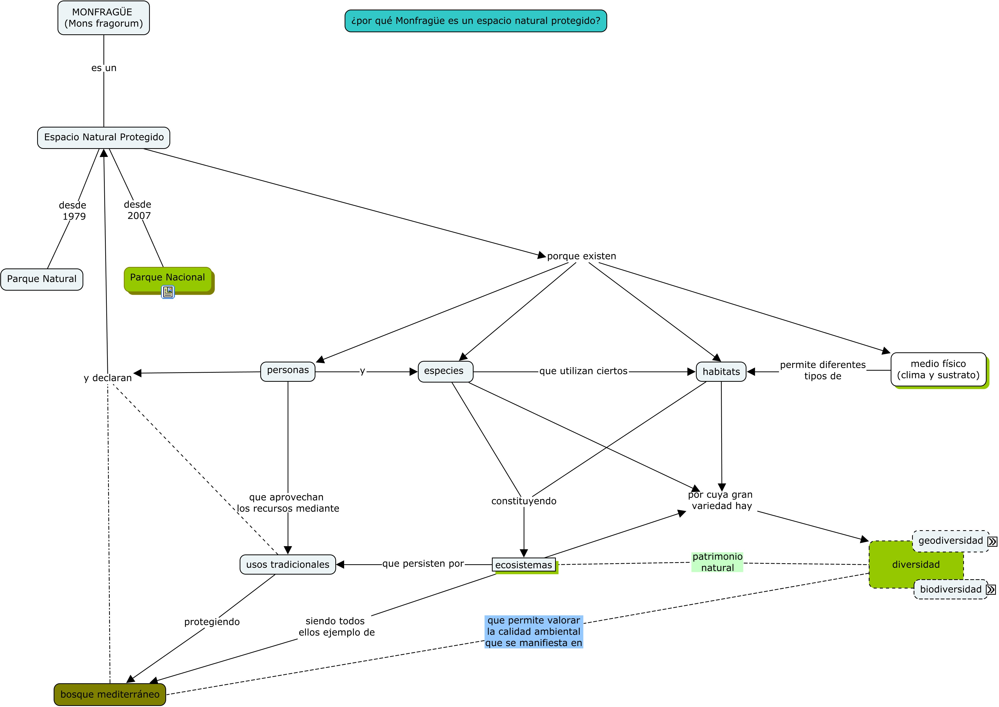 MONFRAGÜE
(Mons fragorum)
¿por qué Monfragüe es un espacio natural protegido?
es un
Espacio Natural Protegido
desde
1979
desde
2007
porque existen
Parque Natural
Parque Nacional
personas
y
especies
que utilizan ciertos
habitats
permite diferentes
tipos de
medio físico
(clima y sustrato)
y declaran
que aprovechan
los recursos mediante
constituyendo
por cuya gran
variedad hay
geodiversidad
usos tradicionales
que persisten por
ecosistemas
patrimonio
natural
diversidad
biodiversidad
protegiendo
siendo todos
ellos ejemplo de
que permite valorar
la calidad ambiental
que se manifiesta en
bosque mediterráneo